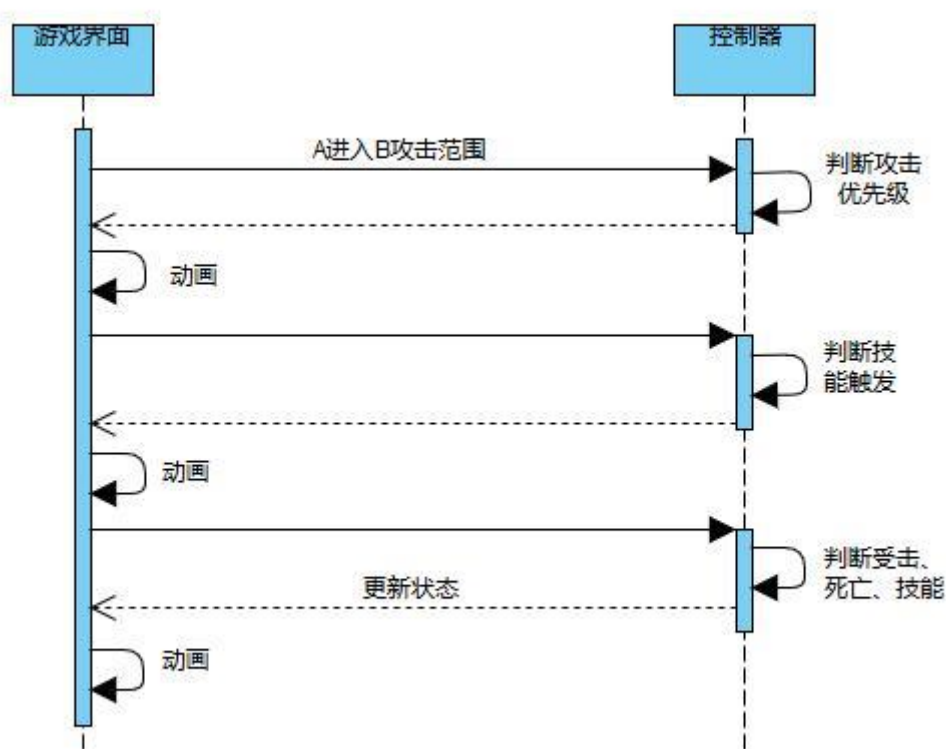 游戏界面
控制器
A进入B攻击范围
判断攻击
优先级
动画
判断技
能触发
动画
判断受击、
死亡、技能
更新状态
动画